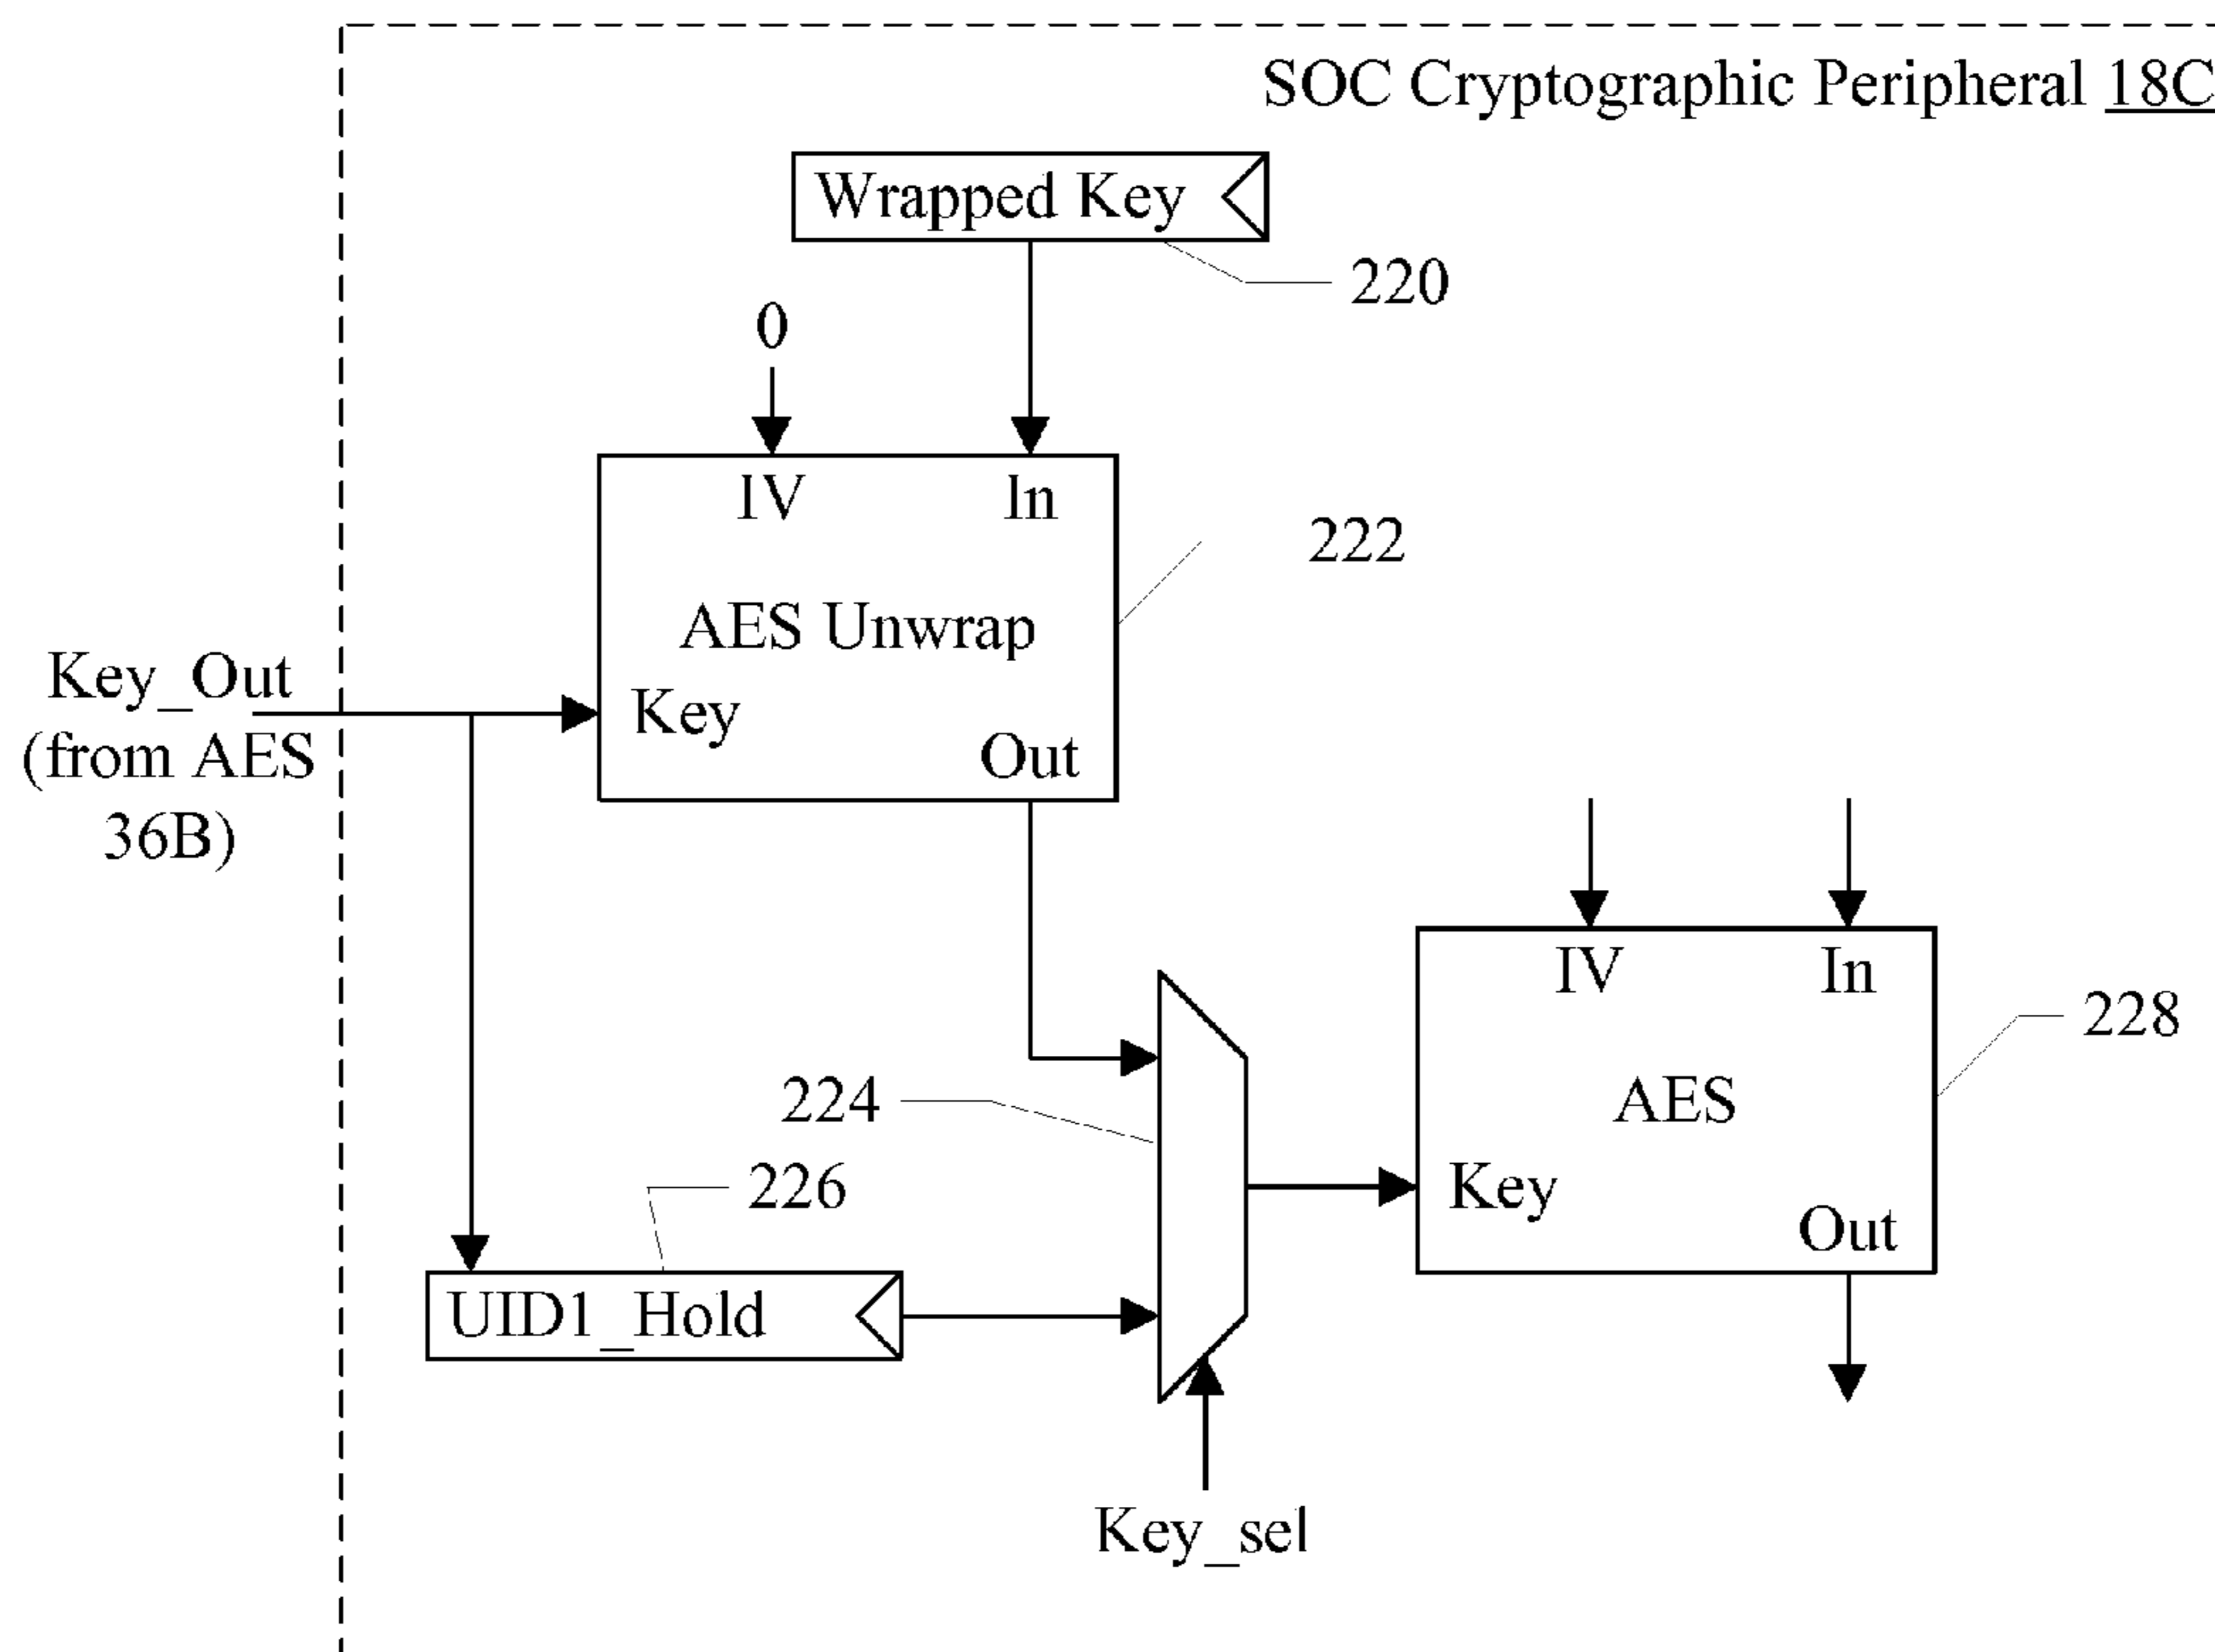 SOC Cryptographic Peripheral 18C
Wrapped Key
220
0
IV In
222
AES Unwrap
Key_Out
(from AES
36B)
Key
Out
IV In
228
224
AES
226
Key
Out
UID1_Hold
Key_sel